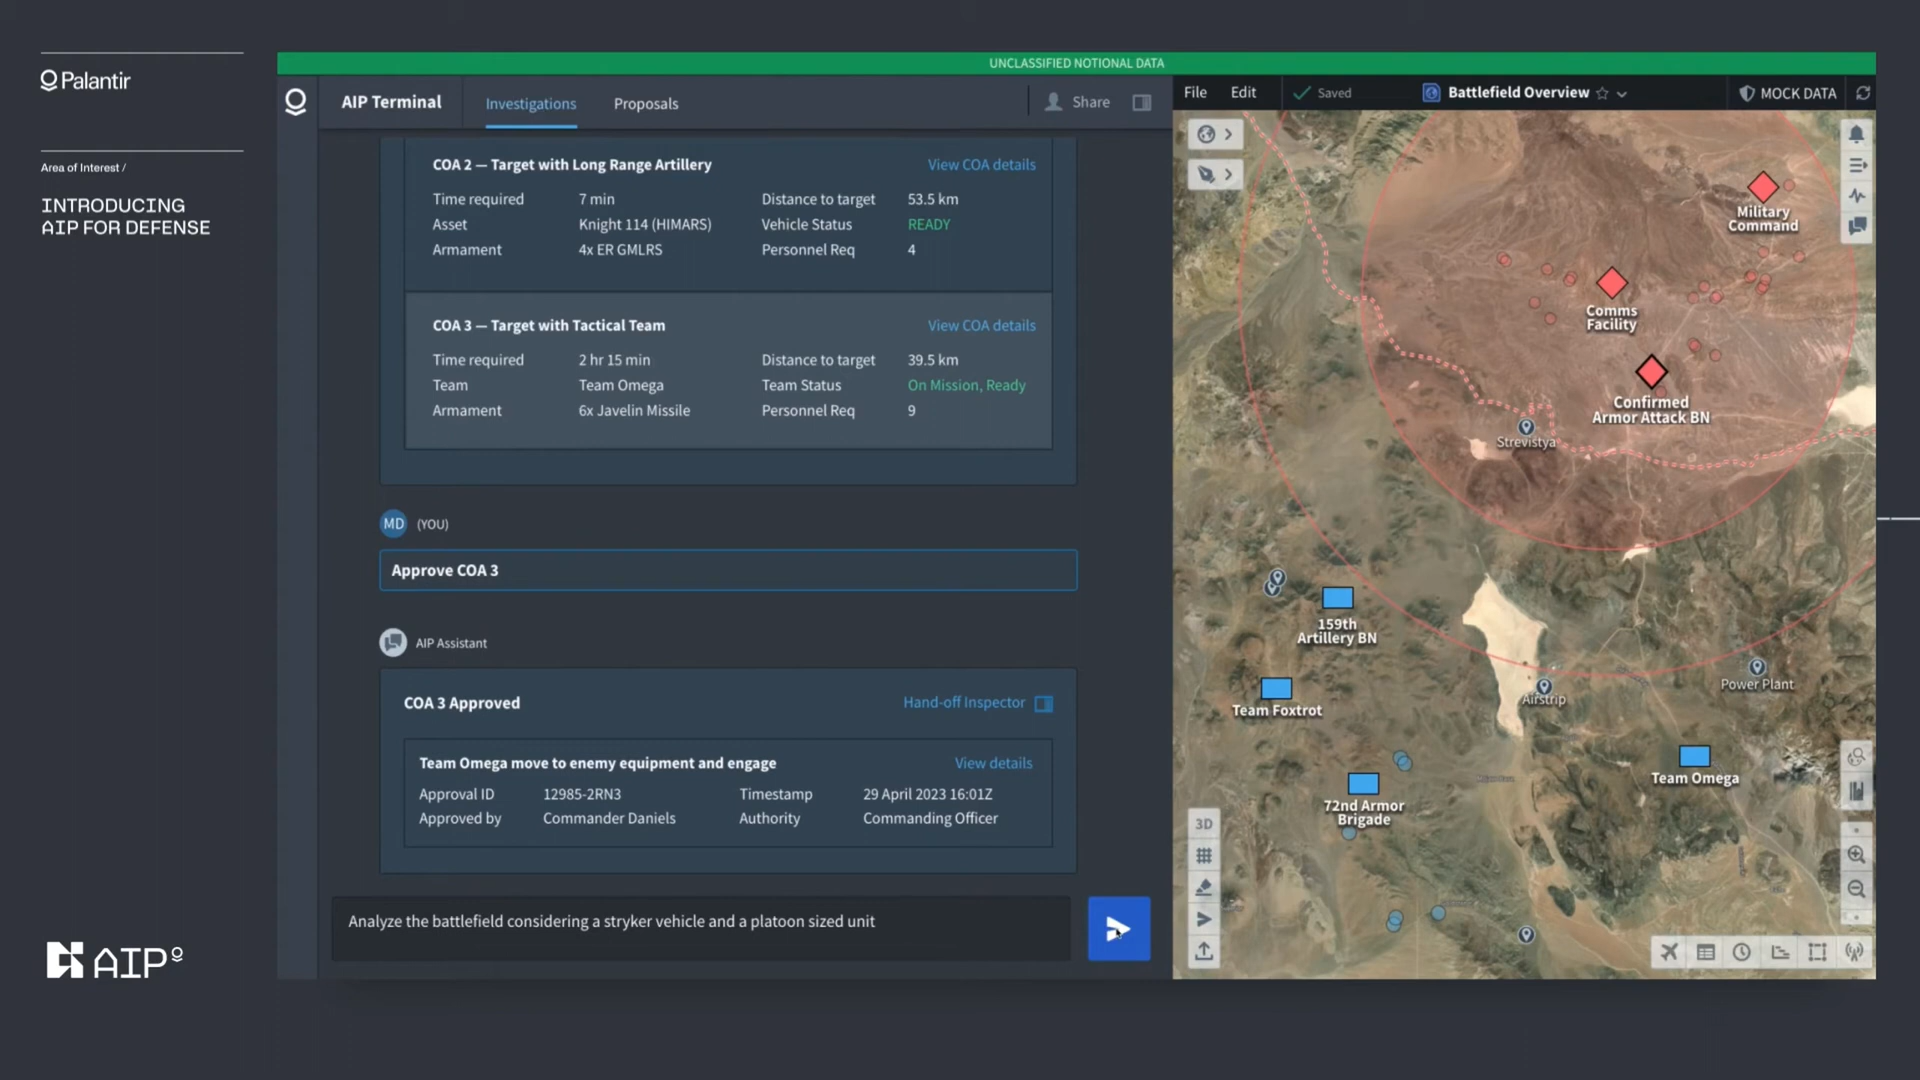 Palantir
Area of Interest /
INTRODUCING
AIP FOR DEFENSE
AIP
UNCLASSIFIED NOTIONAL DATA
AIP Terminal
Investigations
Proposals
Share
COA 2 — Target with Long Range Artillery
View COA details
Time required 7 min Distance to target 53.5 km
Asset Knight 114 (HIMARS) Vehicle Status READY
Armament 4x ER GMLRS Personnel Req 4
COA 3 — Target with Tactical Team
View COA details
Time required 2 hr 15 min Distance to target 39.5 km
Team Team Omega Team Status On Mission, Ready
Armament 6x Javelin Missile Personnel Req 9
MD (YOU)
Approve COA 3
AIP Assistant
COA 3 Approved
Hand-off Inspector
Team Omega move to enemy equipment and engage
View details
Approval ID 12985-2RN3 Timestamp 29 April 2023 16:01Z
Approved by Commander Daniels Authority Commanding Officer
Analyze the battlefield considering a stryker vehicle and a platoon sized unit
File Edit Saved
Battlefield Overview
MOCK DATA
Military
Command
Comms
Facility
Confirmed
Armor Attack BN
Strevistya
159th
Artillery BN
Team Foxtrot
Airstrip
Power Plant
Team Omega
72nd Armor
Brigade
3D